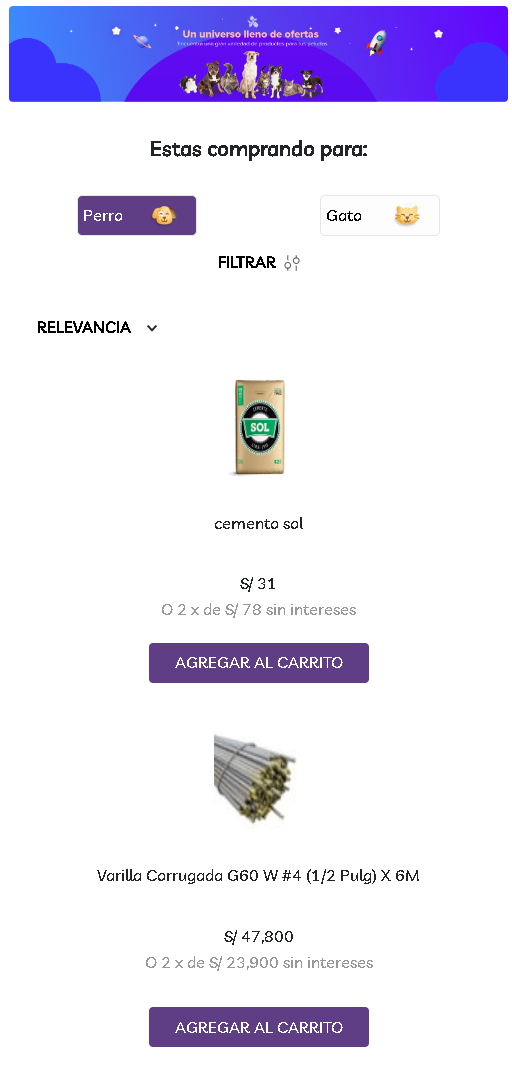 Un universo lleno de ofertas
Encuentra una gran variedad de productos para tus peludos
Estas comprando para:
Perro
Gato
FILTRAR
RELEVANCIA
CEMENTO
SOL
cemento sol
S/ 31
O 2 x de S/ 78 sin intereses
AGREGAR AL CARRITO
Varilla Corrugada G60 W #4 (1/2 Pulg) X 6M
S/ 47,800
O 2 x de S/ 23,900 sin intereses
AGREGAR AL CARRITO